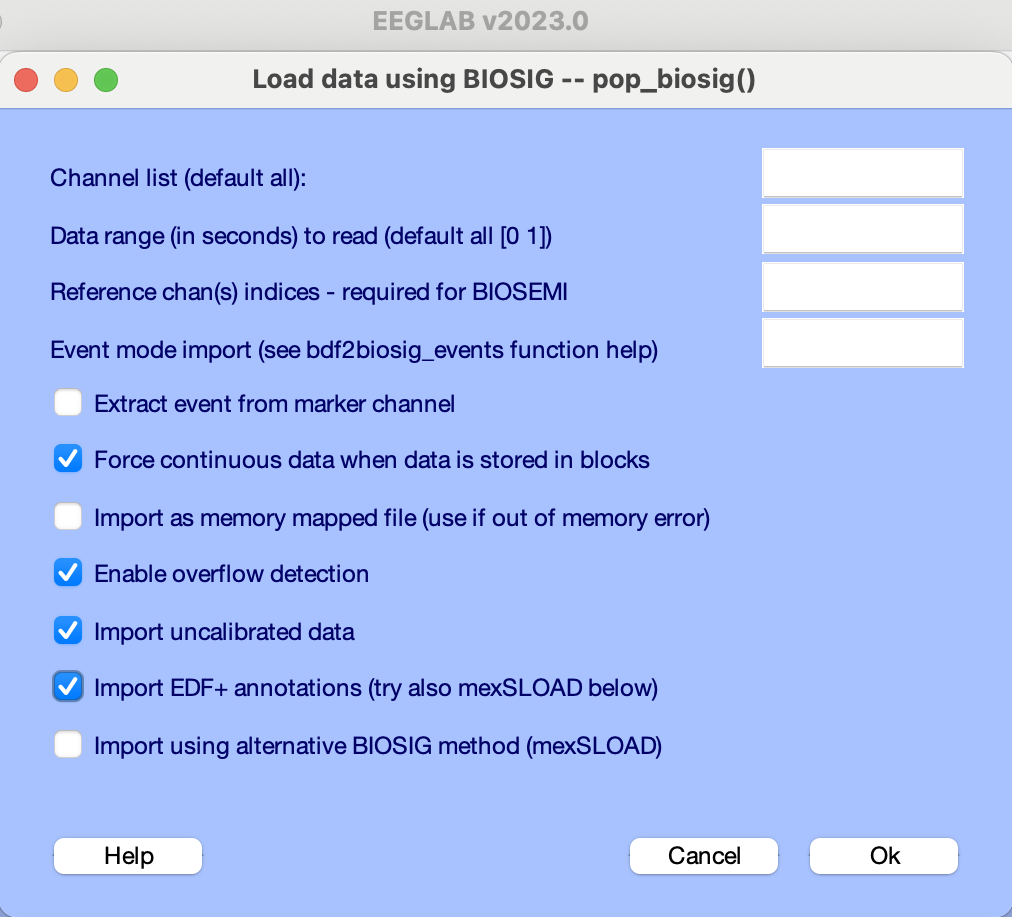 EEGLAB v2023.0
Load data using BIOSIG -- pop_biosig()
Channel list (default all):
Data range (in seconds) to read (default all [0 1])
Reference chan(s) indices - required for BIOSEMI
Event mode import (see bdf2biosig_events function help)
Extract event from marker channel
Force continuous data when data is stored in blocks
Import as memory mapped file (use if out of memory error)
Enable overflow detection
Import uncalibrated data
Import EDF+ annotations (try also mexSLOAD below)
Import using alternative BIOSIG method (mexSLOAD)
Help Cancel Ok